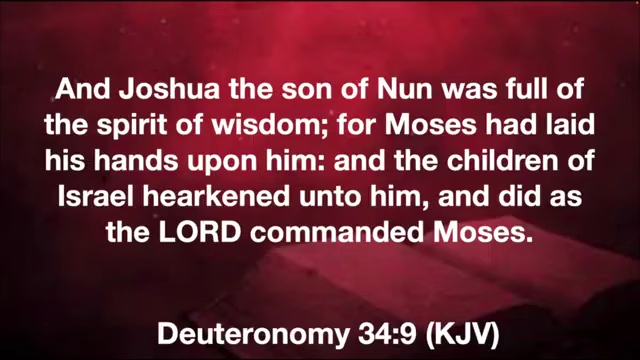 And Joshua the son of Nun was full of
the spirit of wisdom; for Moses had laid
his hands upon him: and the children of
Israel hearkened unto him, and did as
the LORD commanded Moses.
Deuteronomy 34:9 (KJV)